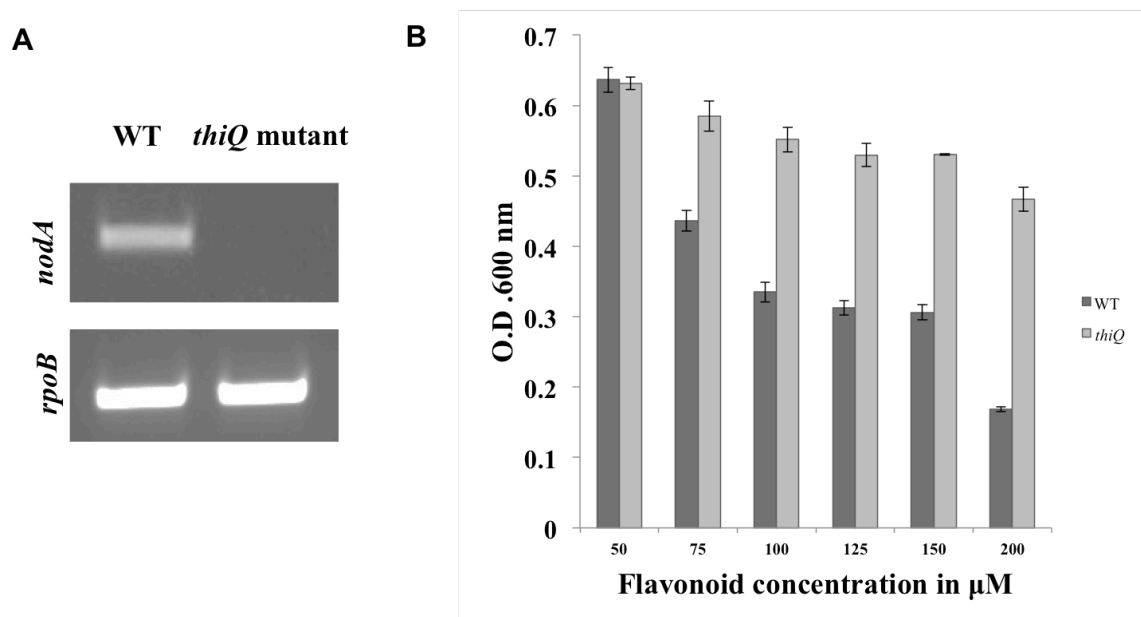 A
WT thiQ mutant
nodA
rpoB
B
0.7
0.6
0.5
0.4
0.3
0.2
0.1
0
O.D .600 nm
50 75 100 125 150 200
Flavonoid concentration in µM
WT
thiQ